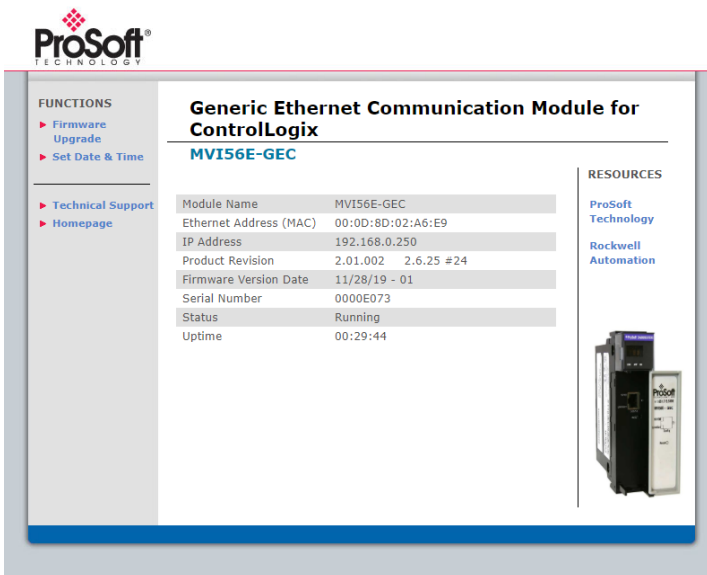 ProSoft®
TECHNOLOGY
FUNCTIONS
Firmware
Upgrade
Set Date & Time
Technical Support
Homepage
Generic Ethernet Communication Module for
ControlLogix
MVI56E-GEC
Module Name MVI56E-GEC
Ethernet Address (MAC) 00:0D:8D:02:A6:E9
IP Address 192.168.0.250
Product Revision 2.01.002 2.6.25 #24
Firmware Version Date 11/28/19 - 01
Serial Number 0000E073
Status Running
Uptime 00:29:44
RESOURCES
ProSoft
Technology
Rockwell
Automation
ProSoft